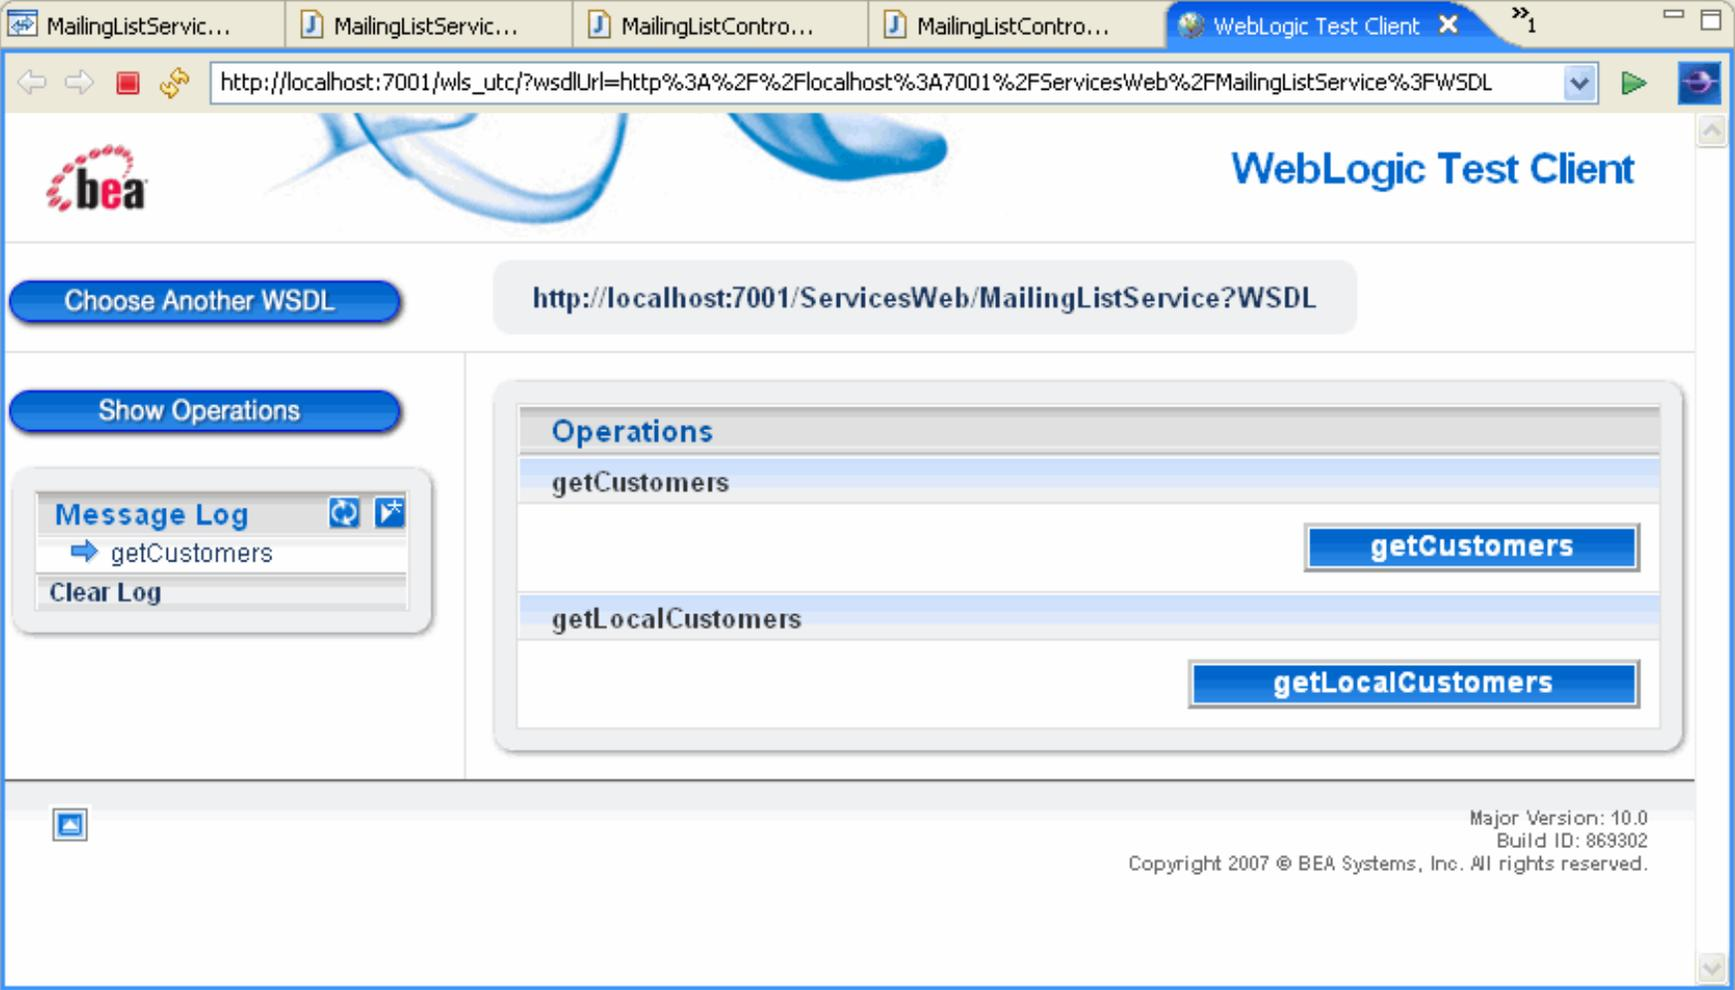 MailingListServic... MailingListServic... MailingListContro... MailingListContro... WebLogic Test Client »1
http://localhost:7001/wls_utc/?wsdlUrl=http%3A%2F%2Flocalhost%3A7001%2FServicesWeb%2FMailingListService%3FWSDL
bea
WebLogic Test Client
Choose Another WSDL
http://localhost:7001/ServicesWeb/MailingListService?WSDL
Show Operations
Message Log
getCustomers
Clear Log
Operations
getCustomers
getCustomers
getLocalCustomers
getLocalCustomers
Major Version: 10.0
Build ID: 869302
Copyright 2007 © BEA Systems, Inc. All rights reserved.